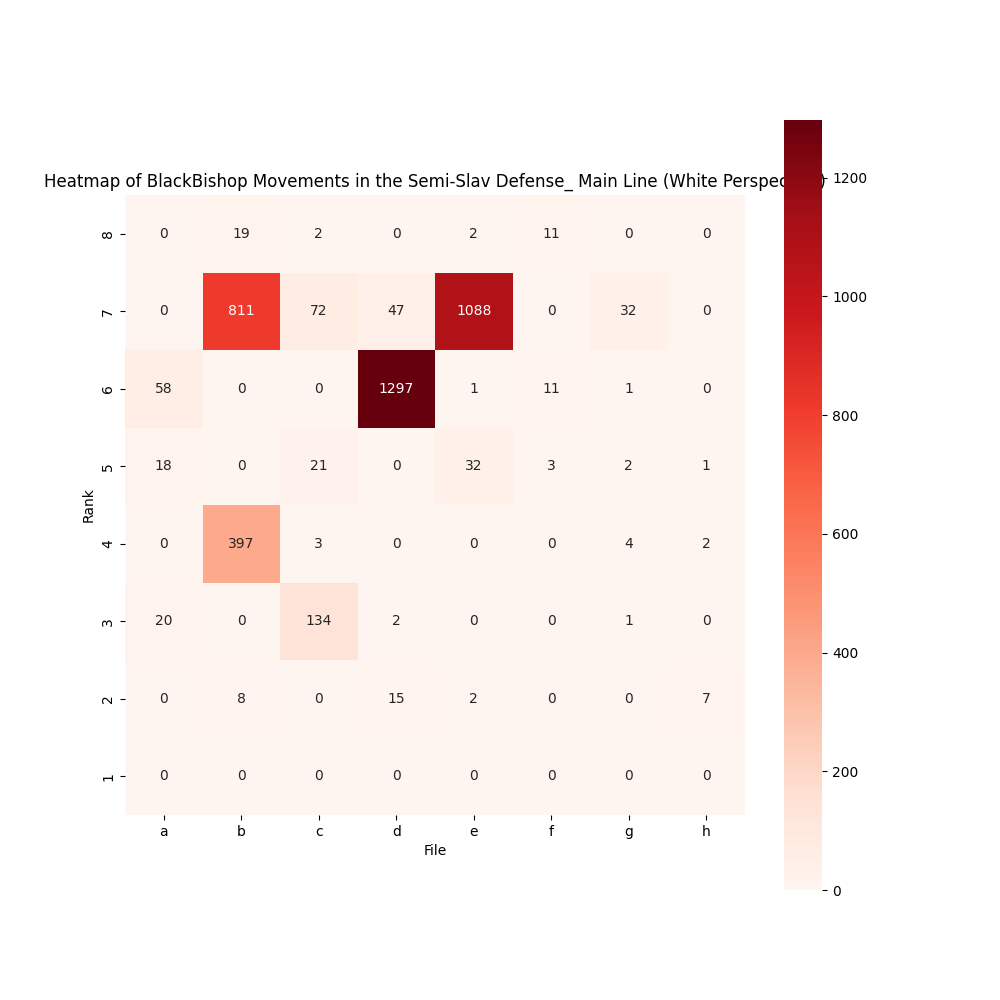 Heatmap of BlackBishop Movements in the Semi-Slav Defense_ Main Line (White Perspec
)
1200
1000
800
600
400
200
0
8 0 19 2 0 2 11 0 0
7 0 811 72 47 1088 0 32 0
6 58 0 0 1297 1 11 1 0
5 18 0 21 0 32 3 2 1
Rank
4 0 397 3 0 0 0 4 2
3 20 0 134 2 0 0 1 0
2 0 8 0 15 2 0 0 7
1 0 0 0 0 0 0 0 0
a b c d e f g h
File